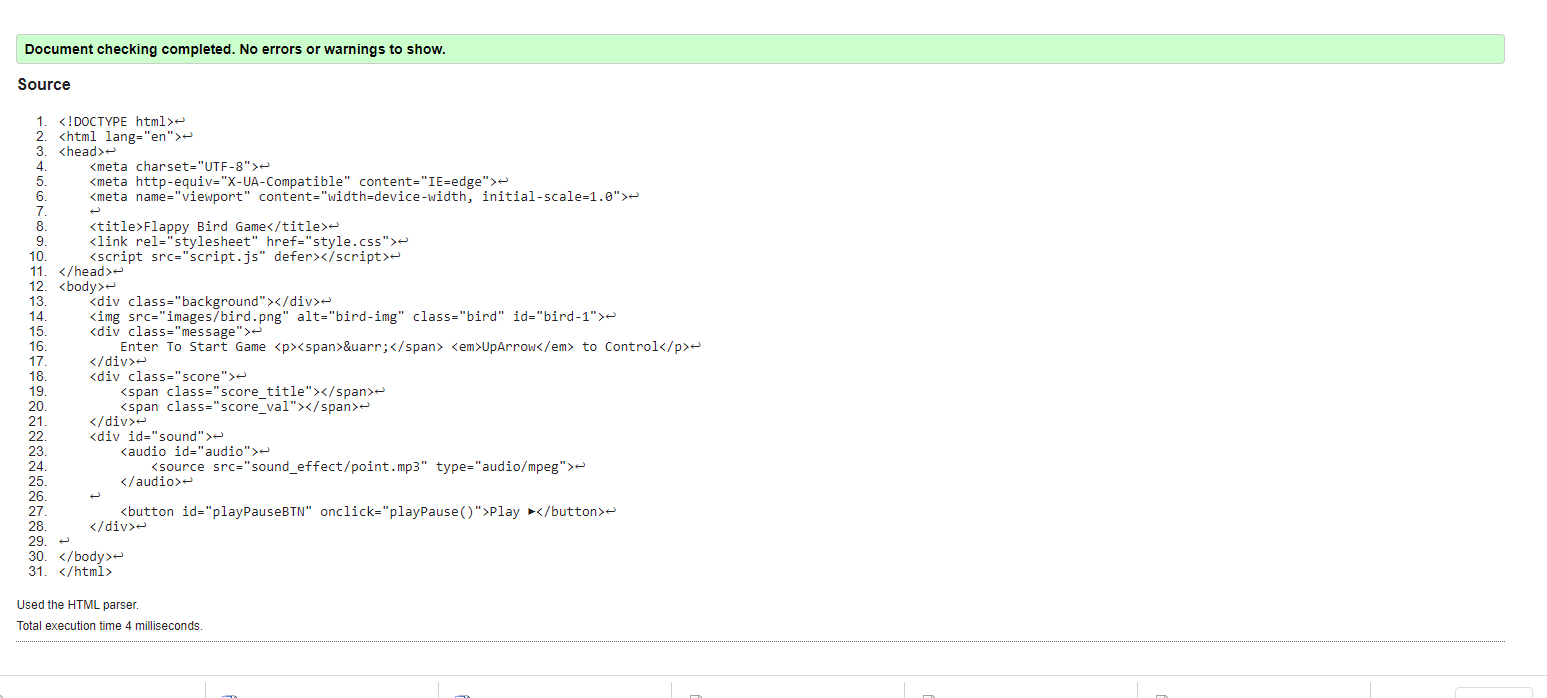 Document checking completed. No errors or warnings to show.
Source
1. <!DOCTYPE html>↩
2. <html lang="en">↩
3. <head>↩
4.     <meta charset="UTF-8">↩
5.     <meta http-equiv="X-UA-Compatible" content="IE=edge">↩
6.     <meta name="viewport" content="width=device-width, initial-scale=1.0">↩
7.     ↩
8.     <title>Flappy Bird Game</title>↩
9.     <link rel="stylesheet" href="style.css">↩
10.     <script src="script.js" defer></script>↩
11. </head>↩
12. <body>↩
13.     <div class="background"></div>↩
14.     <img src="images/bird.png" alt="bird-img" class="bird" id="bird-1">↩
15.     <div class="message">↩
16.         Enter To Start Game <p><span>&uarr;</span> <em>UpArrow</em> to Control</p>↩
17.     </div>↩
18.     <div class="score">↩
19.         <span class="score_title"></span>↩
20.         <span class="score_val"></span>↩
21.     </div>↩
22.     <div id="sound">↩
23.         <audio id="audio">↩
24.             <source src="sound_effect/point.mp3" type="audio/mpeg">↩
25.         </audio>↩
26.     ↩
27.         <button id="playPauseBTN" onclick="playPause()">Play ►</button>↩
28.     </div>↩
29. ↩
30. </body>↩
31. </html>
Used the HTML parser.
Total execution time 4 milliseconds.